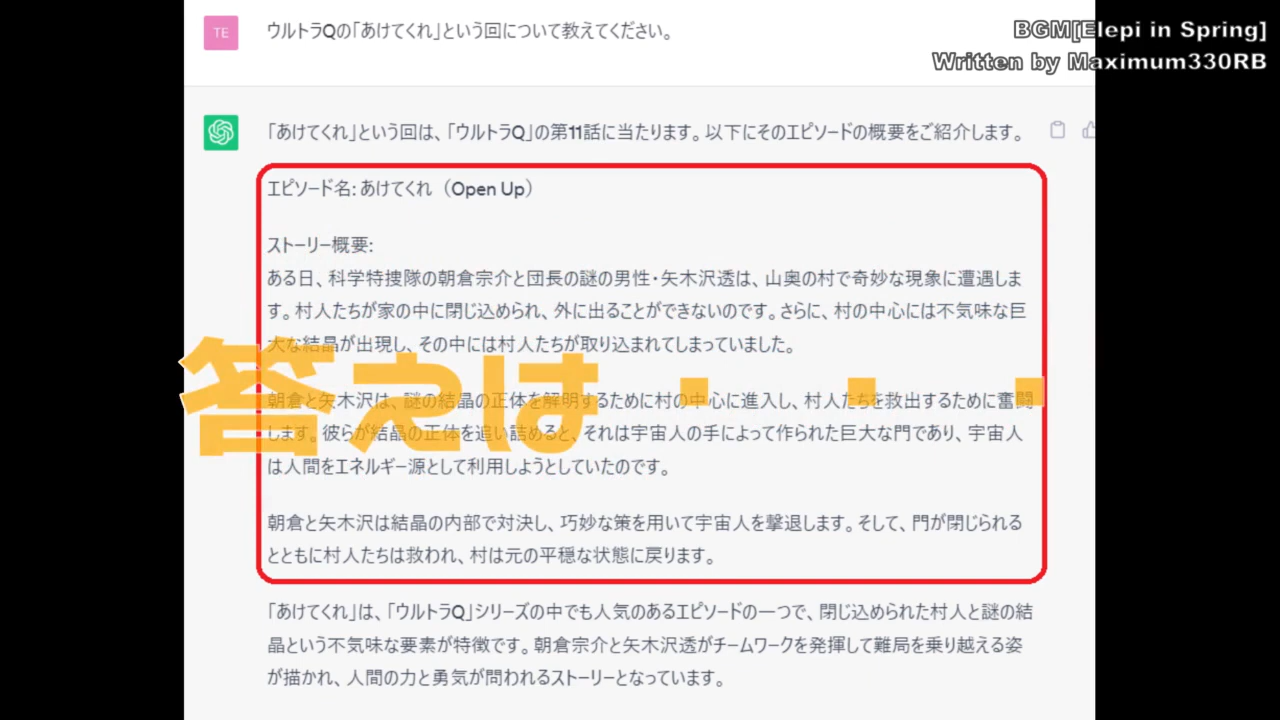 TE
ウルトラQの「あけてくれ」という回について教えてください。
BGM[Elepi in Spring]
Written by Maximum330RB
「あけてくれ」という回は、「ウルトラQ」の第11話に当たります。以下にそのエピソードの概要をご紹介します。
エピソード名: あけてくれ（Open Up）
ストーリー概要:
ある日、科学特捜隊の朝倉宗介と団長の謎の男性・矢木沢透は、山奥の村で奇妙な現象に遭遇しま
す。村人たちが家の中に閉じ込められ、外に出ることができないのです。さらに、村の中心には不気味な巨
大な結晶が出現し、その中には村人たちが取り込まれてしまっていました。
答えは・・・
朝倉と矢木沢は、謎の結晶の正体を解明するために村の中心に進入し、村人たちを救出するために奮闘
します。彼らが結晶の正体を追い詰めると、それは宇宙人の手によって作られた巨大な門であり、宇宙人
は人間をエネルギー源として利用しようとしていたのです。
朝倉と矢木沢は結晶の内部で対決し、巧妙な策を用いて宇宙人を撃退します。そして、門が閉じられる
とともに村人たちは救われ、村は元の平穏な状態に戻ります。
「あけてくれ」は、「ウルトラQ」シリーズの中でも人気のあるエピソードの一つで、閉じ込められた村人と謎の結
晶という不気味な要素が特徴です。朝倉宗介と矢木沢透がチームワークを発揮して難局を乗り越える姿
が描かれ、人間の力と勇気が問われるストーリーとなっています。